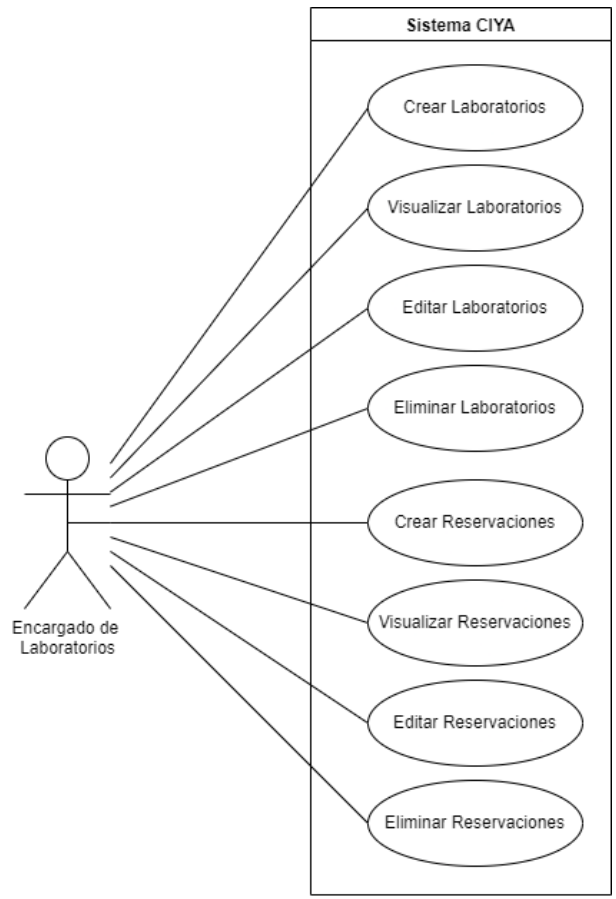 Sistema CIYA
Crear Laboratorios
Visualizar Laboratorios
Editar Laboratorios
Eliminar Laboratorios
Crear Reservaciones
Visualizar Reservaciones
Editar Reservaciones
Eliminar Reservaciones
Encargado de
Laboratorios